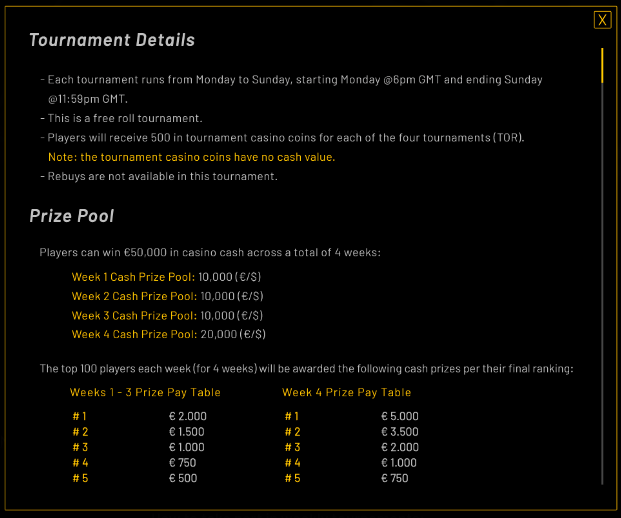 X
Tournament Details
- Each tournament runs from Monday to Sunday, starting Monday @6pm GMT and ending Sunday
@11:59pm GMT.
- This is a free roll tournament.
- Players will receive 500 in tournament casino coins for each of the four tournaments (TOR).
Note: the tournament casino coins have no cash value.
- Rebuys are not available in this tournament.
Prize Pool
Players can win €50,000 in casino cash across a total of 4 weeks:
Week 1 Cash Prize Pool: 10,000 (€/$)
Week 2 Cash Prize Pool: 10,000 (€/$)
Week 3 Cash Prize Pool: 10,000 (€/$)
Week 4 Cash Prize Pool: 20,000 (€/$)
The top 100 players each week (for 4 weeks) will be awarded the following cash prizes per their final ranking:
Weeks 1 - 3 Prize Pay Table Week 4 Prize Pay Table
#1 € 2.000 #1 € 5.000
#2 € 1.500 #2 € 3.500
#3 € 1.000 #3 € 2.000
#4 € 750 #4 € 1.000
#5 € 500 #5 € 750